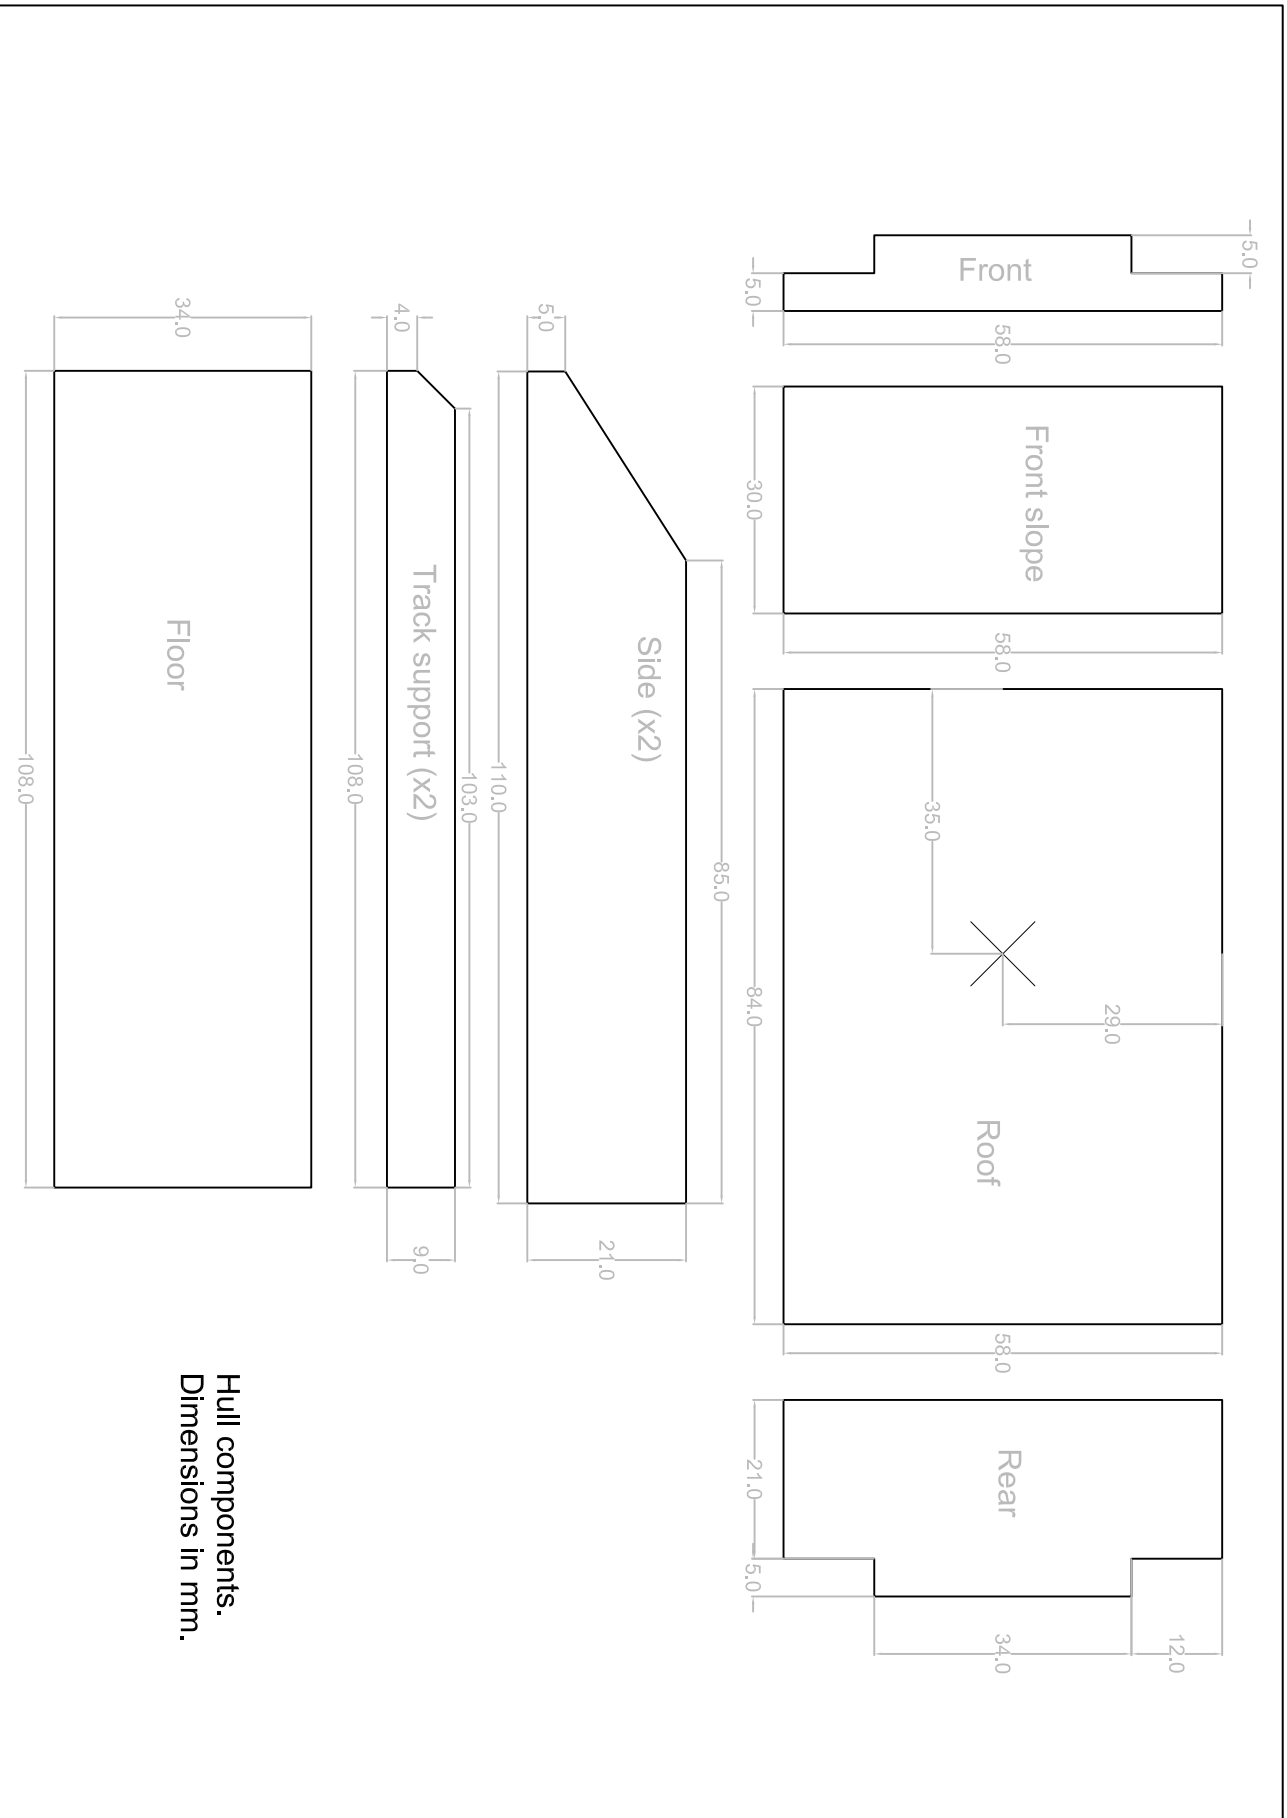 5.0
Front
5.0
58.0
Front slope
30.0
58.0
35.0
29.0
84.0
Roof
58.0
Rear
21.0
5.0
34.0
12.0
5.0
Side (x2)
85.0
110.0
21.0
4.0
Track support (x2)
103.0
108.0
9.0
34.0
Floor
108.0
Hull components.
Dimensions in mm.